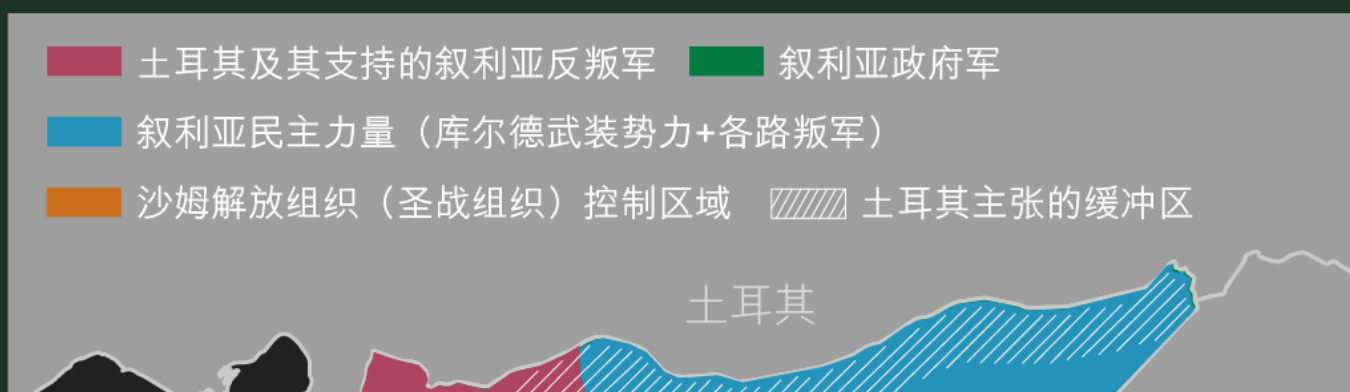 土耳其及其支持的叙利亚反叛军 叙利亚政府军
叙利亚民主力量（库尔德武装势力+各路叛军）
沙姆解放组织（圣战组织）控制区域 土耳其主张的缓冲区
土耳其